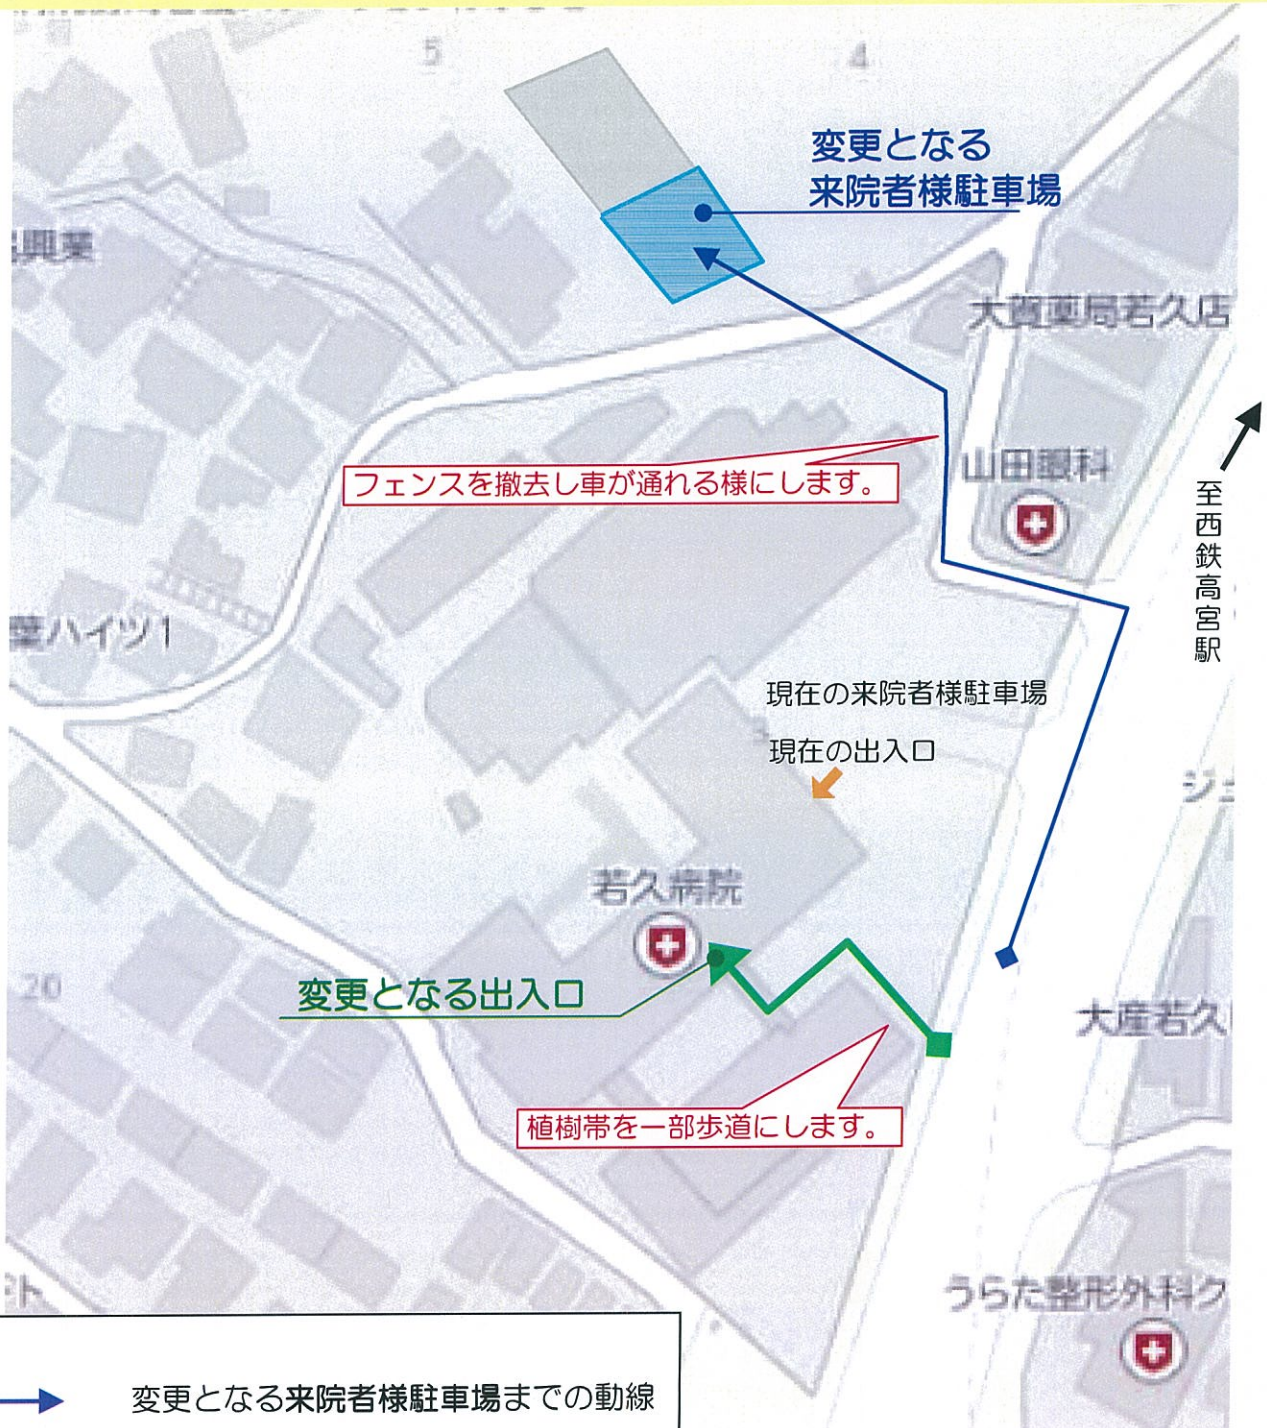 5
4
変更となる
来院者様駐車場
興業
大賀薬局若久店
フェンスを撤去し車が通れる様にします。
山田眼科
至西鉄高宮駅
葉ハイツ1
現在の来院者様駐車場
現在の出入口
ジ
若久病院
変更となる出入口
20
大産若久
植樹帯を一部歩道にします。
うらた整形外科ク
変更となる来院者様駐車場までの動線